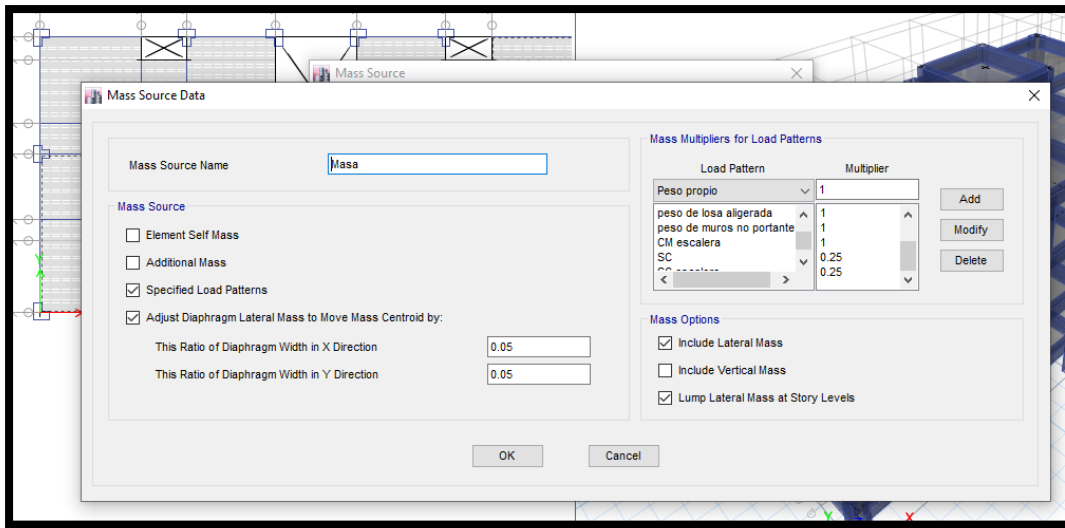 Mass Source
Mass Source Data
Mass Source Name
Masa
Mass Source
Element Self Mass
Additional Mass
Specified Load Patterns
Adjust Diaphragm Lateral Mass to Move Mass Centroid by:
This Ratio of Diaphragm Width in X Direction
0.05
This Ratio of Diaphragm Width in Y Direction
0.05
Mass Multipliers for Load Patterns
Load Pattern Multiplier
Peso propio 1
peso de losa aligerada 1
peso de muros no portante 1
CM escalera 1
SC 0.25
0.25
Add
Modify
Delete
Mass Options
Include Lateral Mass
Include Vertical Mass
Lump Lateral Mass at Story Levels
OK Cancel
Y
Y X